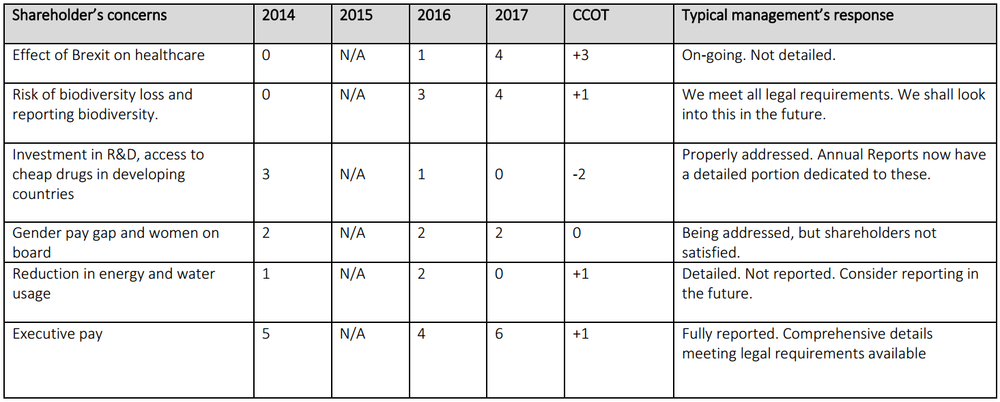 Shareholder’s concerns 2014 2015 2016 2017 CCOT Typical management’s response
Effect of Brexit on healthcare 0 N/A 1 4 +3 On-going. Not detailed.
Risk of biodiversity loss and 0 N/A 3 4 +1 We meet all legal requirements. We shall look
reporting biodiversity. into this in the future.
Investment in R&D, access to Properly addressed. Annual Reports now have
cheap drugs in developing 3 N/A 1 0 -2 a detailed portion dedicated to these.
countries
Gender pay gap and women on 2 N/A 2 2 0 Being addressed, but shareholders not
board satisfied.
Reduction in energy and water 1 N/A 2 0 +1 Detailed. Not reported. Consider reporting in
usage the future.
Executive pay 5 N/A 4 6 +1 Fully reported. Comprehensive details
meeting legal requirements available